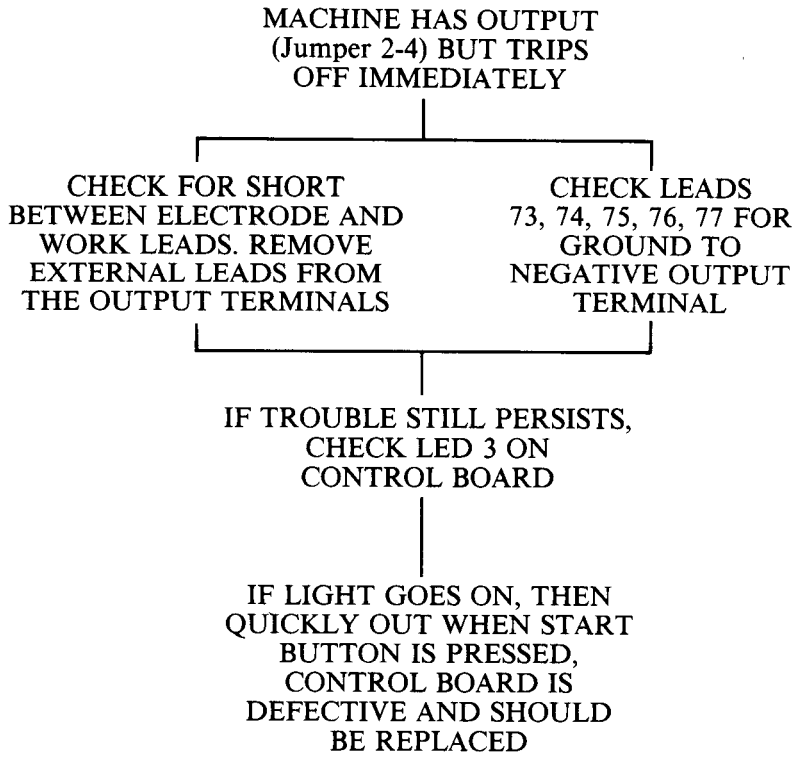 MACHINE HAS OUTPUT
(Jumper 2-4) BUT TRIPS
OFF IMMEDIATELY
CHECK FOR SHORT
BETWEEN ELECTRODE AND
WORK LEADS. REMOVE
EXTERNAL LEADS FROM
THE OUTPUT TERMINALS
CHECK LEADS
73, 74, 75, 76, 77 FOR
GROUND TO
NEGATIVE OUTPUT
TERMINAL
IF TROUBLE STILL PERSISTS,
CHECK LED 3 ON
CONTROL BOARD
IF LIGHT GOES ON, THEN
QUICKLY OUT WHEN START
BUTTON IS PRESSED,
CONTROL BOARD IS
DEFECTIVE AND SHOULD
BE REPLACED